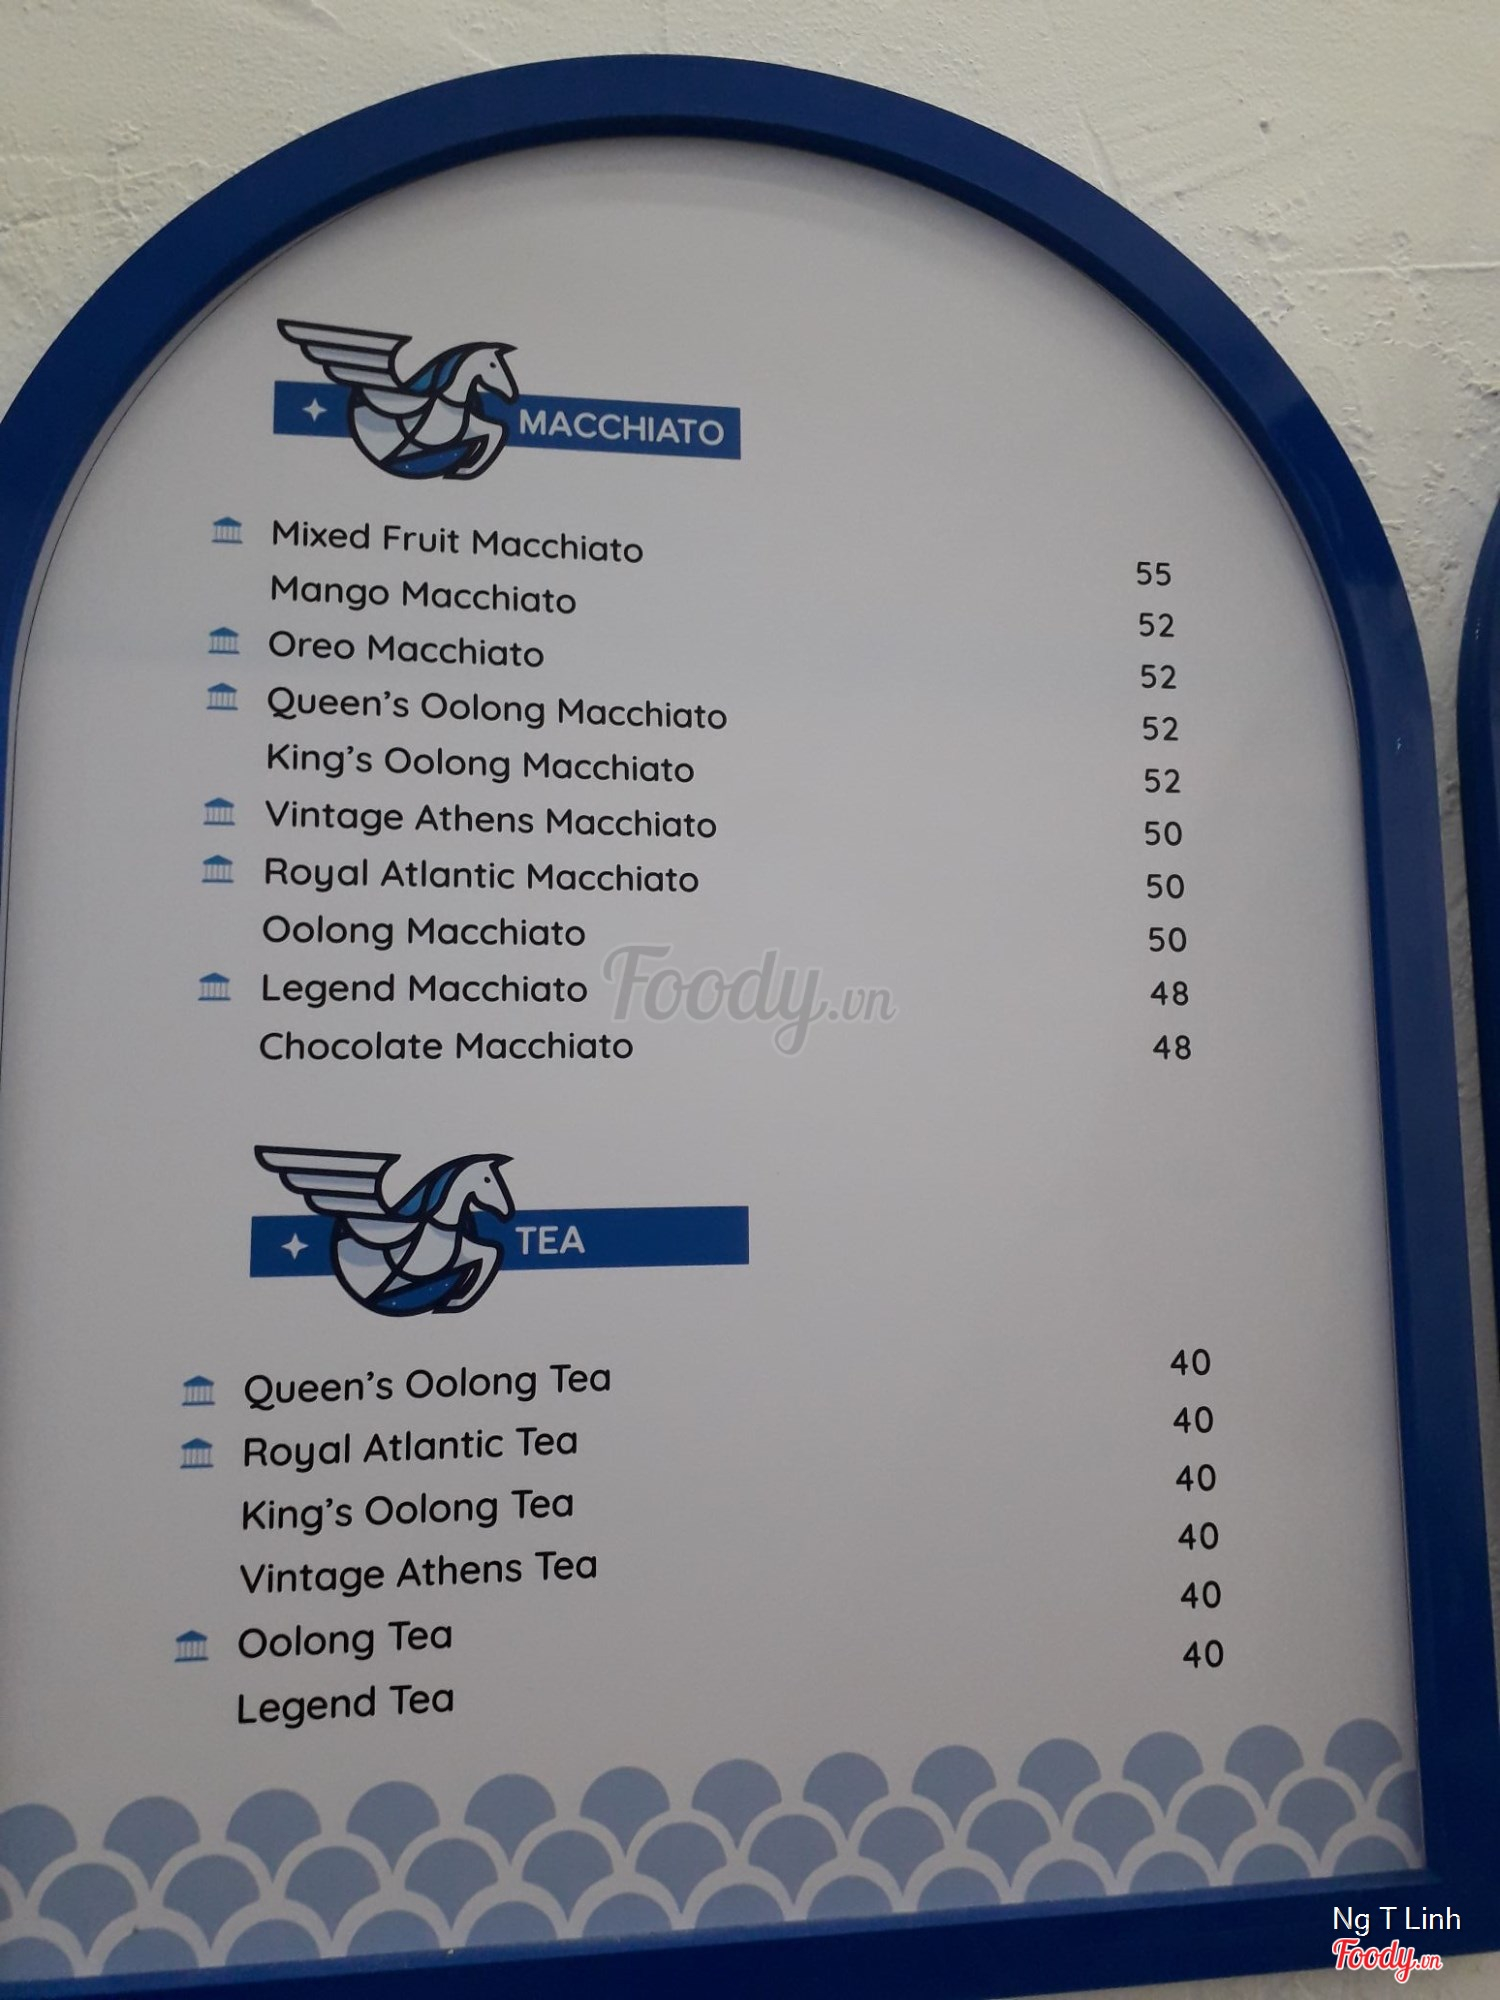 MACCHIATO
Mixed Fruit Macchiato 55
Mango Macchiato 52
Oreo Macchiato 52
Queen's Oolong Macchiato 52
King's Oolong Macchiato 52
Vintage Athens Macchiato 50
Royal Atlantic Macchiato 50
Oolong Macchiato 50
Legend Macchiato 48
Chocolate Macchiato 48
Foody.vn
TEA
Queen's Oolong Tea 40
Royal Atlantic Tea 40
King's Oolong Tea 40
Vintage Athens Tea 40
Oolong Tea 40
Legend Tea 40
Ng T Linh
Foody.vn